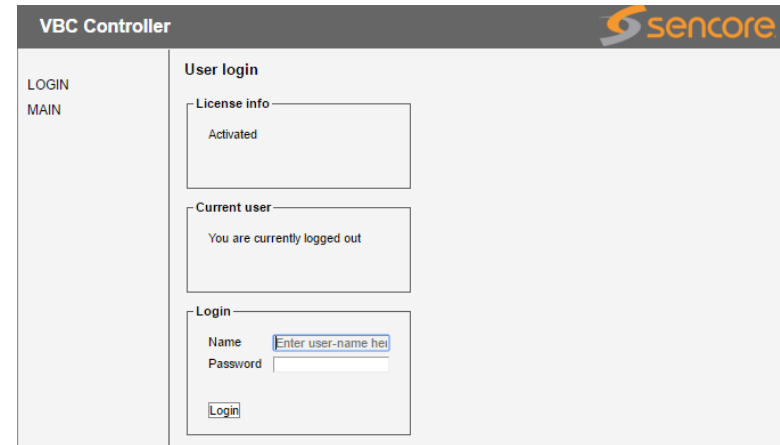 VBC Controller
sencore
LOGIN
MAIN
User login
License info
Activated
Current user
You are currently logged out
Login
Name Enter user-name her
Password
Login